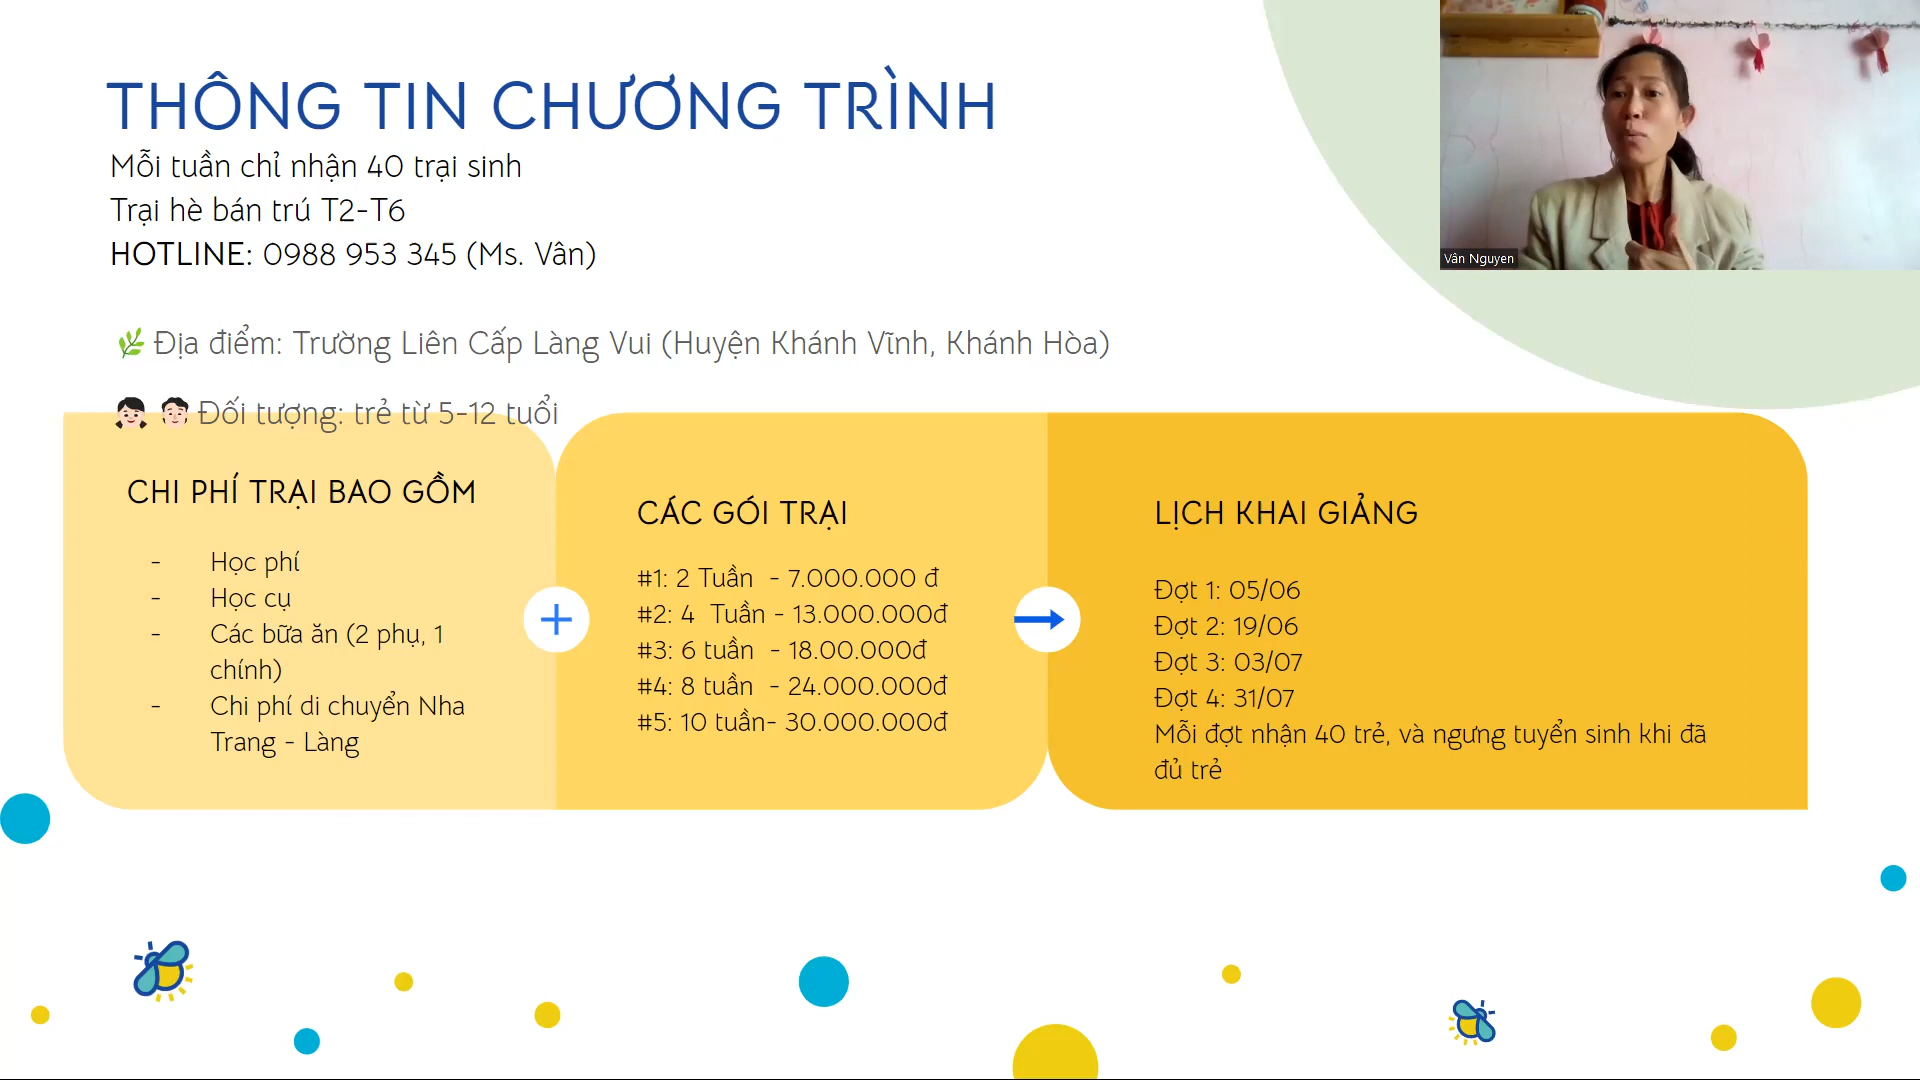 THÔNG TIN CHƯƠNG TRÌNH
Mỗi tuần chỉ nhận 40 trại sinh
Trại hè bán trú T2-T6
HOTLINE: 0988 953 345 (Ms. Vân)
Địa điểm: Trường Liên Cấp Làng Vui (Huyện Khánh Vĩnh, Khánh Hòa)
Đối tượng: trẻ từ 5-12 tuổi
CHI PHÍ TRẠI BAO GỒM
- Học phí
- Học cụ
- Các bữa ăn (2 phụ, 1
chính)
- Chi phí di chuyển Nha
Trang - Làng
CÁC GÓI TRẠI
#1: 2 Tuần - 7.000.000 đ
#2: 4 Tuần - 13.000.000đ
#3: 6 tuần - 18.00.000đ
#4: 8 tuần - 24.000.000đ
#5: 10 tuần- 30.000.000đ
LỊCH KHAI GIẢNG
Đợt 1: 05/06
Đợt 2: 19/06
Đợt 3: 03/07
Đợt 4: 31/07
Mỗi đợt nhận 40 trẻ, và ngưng tuyển sinh khi đã
đủ trẻ
Vân Nguyen